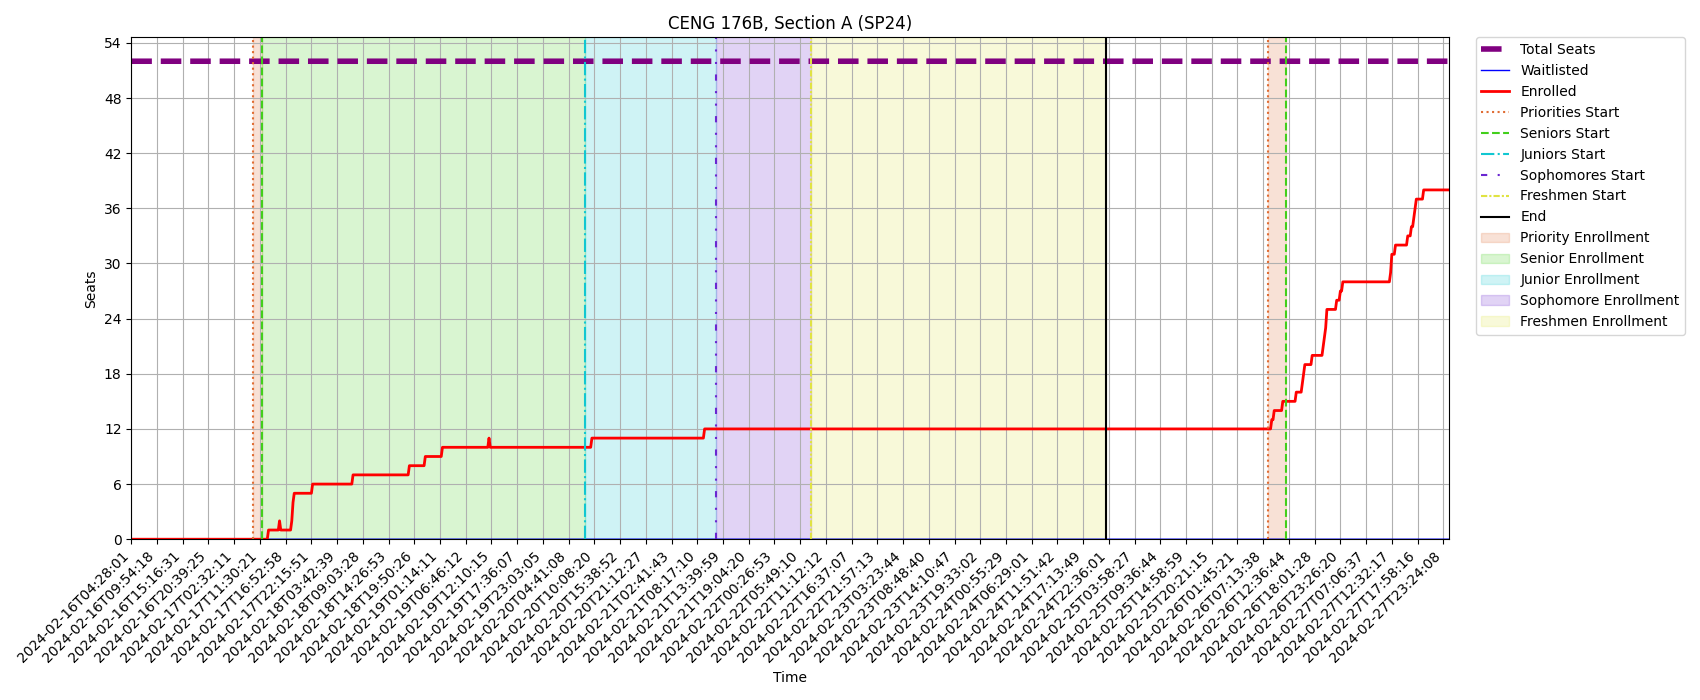 CENG 176B, Section A (SP24)
54
48
42
36
30
24
18
12
6
0
Seats
2024-02-16T04:28:01
2024-02-16T09:54:18
2024-02-16T15:16:31
2024-02-16T20:39:25
2024-02-17T02:32:11
2024-02-17T11:30:21
2024-02-17T16:52:58
2024-02-17T22:15:51
2024-02-18T03:42:39
2024-02-18T09:03:28
2024-02-18T14:26:53
2024-02-18T19:50:26
2024-02-19T01:14:11
2024-02-19T06:46:12
2024-02-19T12:10:15
2024-02-19T17:36:07
2024-02-19T23:03:05
2024-02-20T04:41:08
2024-02-20T10:08:20
2024-02-20T15:38:52
2024-02-20T21:12:27
2024-02-21T02:41:43
2024-02-21T08:17:10
2024-02-21T13:39:59
2024-02-21T19:04:20
2024-02-22T00:26:53
2024-02-22T05:49:10
2024-02-22T11:12:12
2024-02-22T16:37:07
2024-02-22T21:57:13
2024-02-23T03:23:44
2024-02-23T08:48:40
2024-02-23T14:10:47
2024-02-23T19:33:02
2024-02-24T00:55:29
2024-02-24T06:29:01
2024-02-24T11:51:42
2024-02-24T17:13:49
2024-02-24T22:36:01
2024-02-25T03:58:27
2024-02-25T09:36:44
2024-02-25T14:58:59
2024-02-25T20:21:15
2024-02-26T01:45:21
2024-02-26T07:13:38
2024-02-26T12:36:44
2024-02-26T18:01:28
2024-02-26T23:26:20
2024-02-27T07:06:37
2024-02-27T12:32:17
2024-02-27T17:58:16
2024-02-27T23:24:08
Time
Total Seats
Waitlisted
Enrolled
Priorities Start
Seniors Start
Juniors Start
Sophomores Start
Freshmen Start
End
Priority Enrollment
Senior Enrollment
Junior Enrollment
Sophomore Enrollment
Freshmen Enrollment